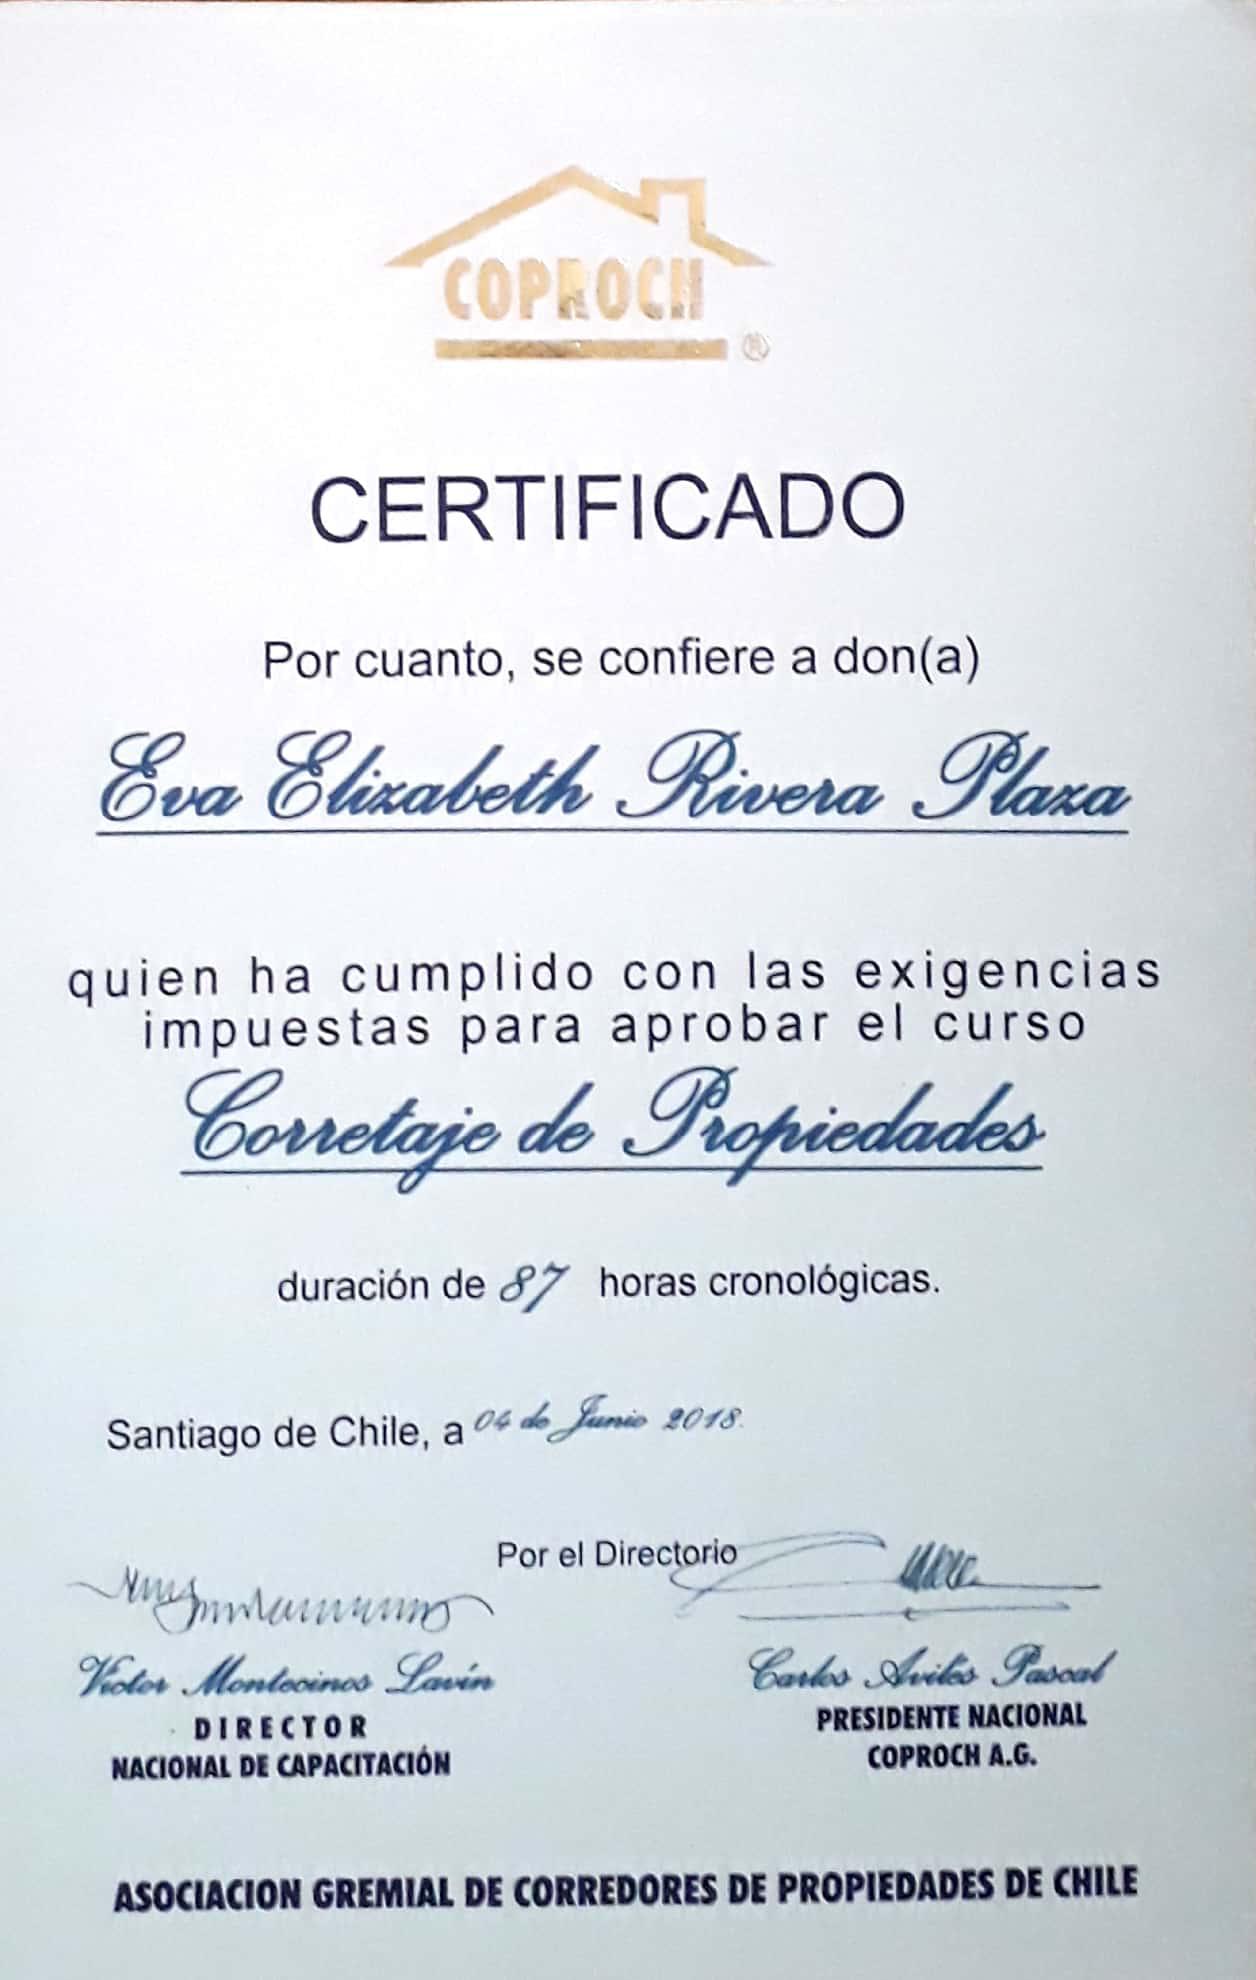 COPROCH
®
CERTIFICADO
Por cuanto, se confiere a don(a)
Eva Elizabeth Rivera Plaza
quien ha cumplido con las exigencias
impuestas para aprobar el curso
Corretaje de Propiedades
duración de 87 horas cronológicas.
Santiago de Chile, a 04 de Junio 2018.
Por el Directorio
Victor Montecinos Lavín
DIRECTOR
NACIONAL DE CAPACITACIÓN
Carlos Avilés Pascal
PRESIDENTE NACIONAL
COPROCH A.G.
ASOCIACION GREMIAL DE CORREDORES DE PROPIEDADES DE CHILE